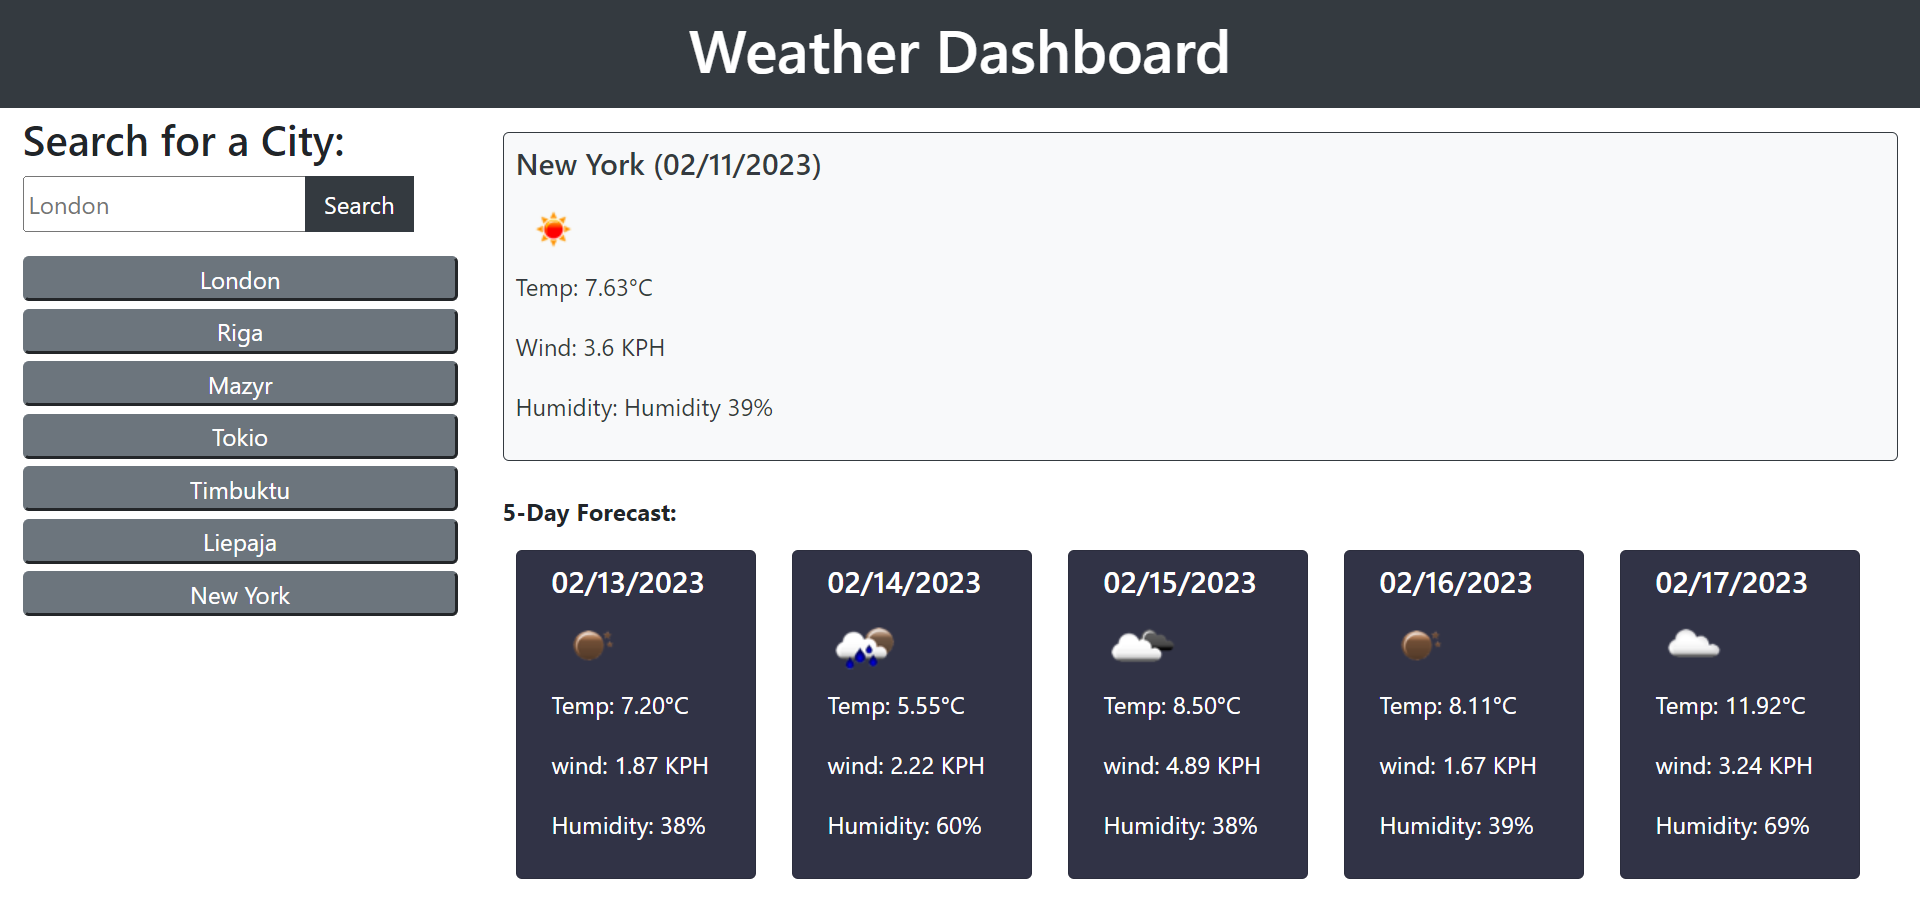 Weather Dashboard
Search for a City:
London
Search
London
Riga
Mazyr
Tokio
Timbuktu
Liepaja
New York
New York (02/11/2023)
Temp: 7.63°C
Wind: 3.6 KPH
Humidity: Humidity 39%
5-Day Forecast:
02/13/2023
Temp: 7.20°C
wind: 1.87 KPH
Humidity: 38%
02/14/2023
Temp: 5.55°C
wind: 2.22 KPH
Humidity: 60%
02/15/2023
Temp: 8.50°C
wind: 4.89 KPH
Humidity: 38%
02/16/2023
Temp: 8.11°C
wind: 1.67 KPH
Humidity: 39%
02/17/2023
Temp: 11.92°C
wind: 3.24 KPH
Humidity: 69%